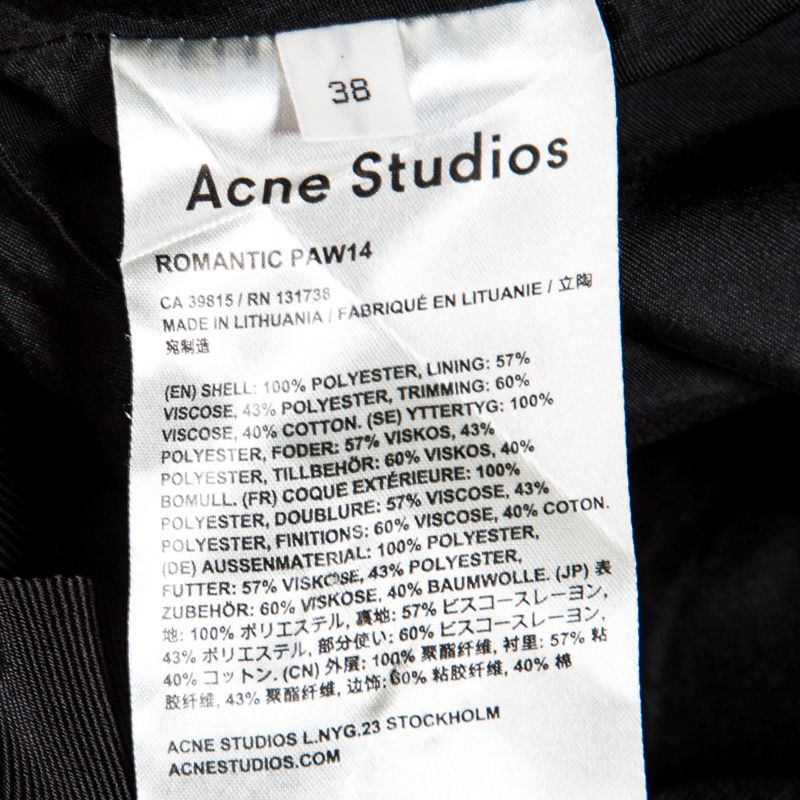 38
Acne Studios
ROMANTIC PAW14
CA 39815 / RN 131738
MADE IN LITHUANIA / FABRIQUÉ EN LITUANIE / 立陶
宛制造
(EN) SHELL: 100% POLYESTER, LINING: 57%
VISCOSE, 43% POLYESTER, TRIMMING: 60%
VISCOSE, 40% COTTON. (SE) YTTERTYG: 100%
POLYESTER, FODER: 57% VISKOS, 43%
POLYESTER, TILLBEHÖR: 60% VISKOS, 40%
BOMULL. (FR) COQUE EXTÉRIEURE: 100%
POLYESTER, DOUBLURE: 57% VISCOSE, 43%
POLYESTER, FINITIONS: 60% VISCOSE, 40% COTON.
(DE) AUSSENMATERIAL: 100% POLYESTER,
FUTTER: 57% VISKOSE, 43% POLYESTER,
ZUBEHÖR: 60% VISKOSE, 40% BAUMWOLLE. (JP) 表
地: 100% ポリエステル, 裏地: 57% ビスコースレーヨン,
43% ポリエステル, 部分使い: 60% ビスコースレーヨン,
40% コットン. (CN) 外层: 100% 聚酯纤维, 衬里: 57% 粘
胶纤维, 43% 聚酯纤维, 边饰: 60% 粘胶纤维, 40% 棉
ACNE STUDIOS L.NYG.23 STOCKHOLM
ACNESTUDIOS.COM